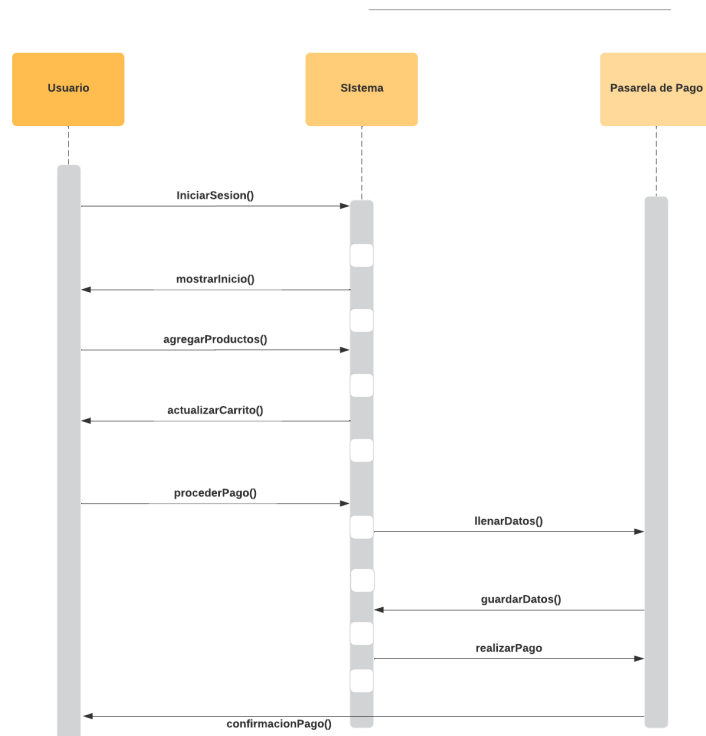 Usuario
SIstema
Pasarela de Pago
IniciarSesion()
mostrarInicio()
agregarProductos()
actualizarCarrito()
procederPago()
llenarDatos()
guardarDatos()
realizarPago
confirmacionPago()